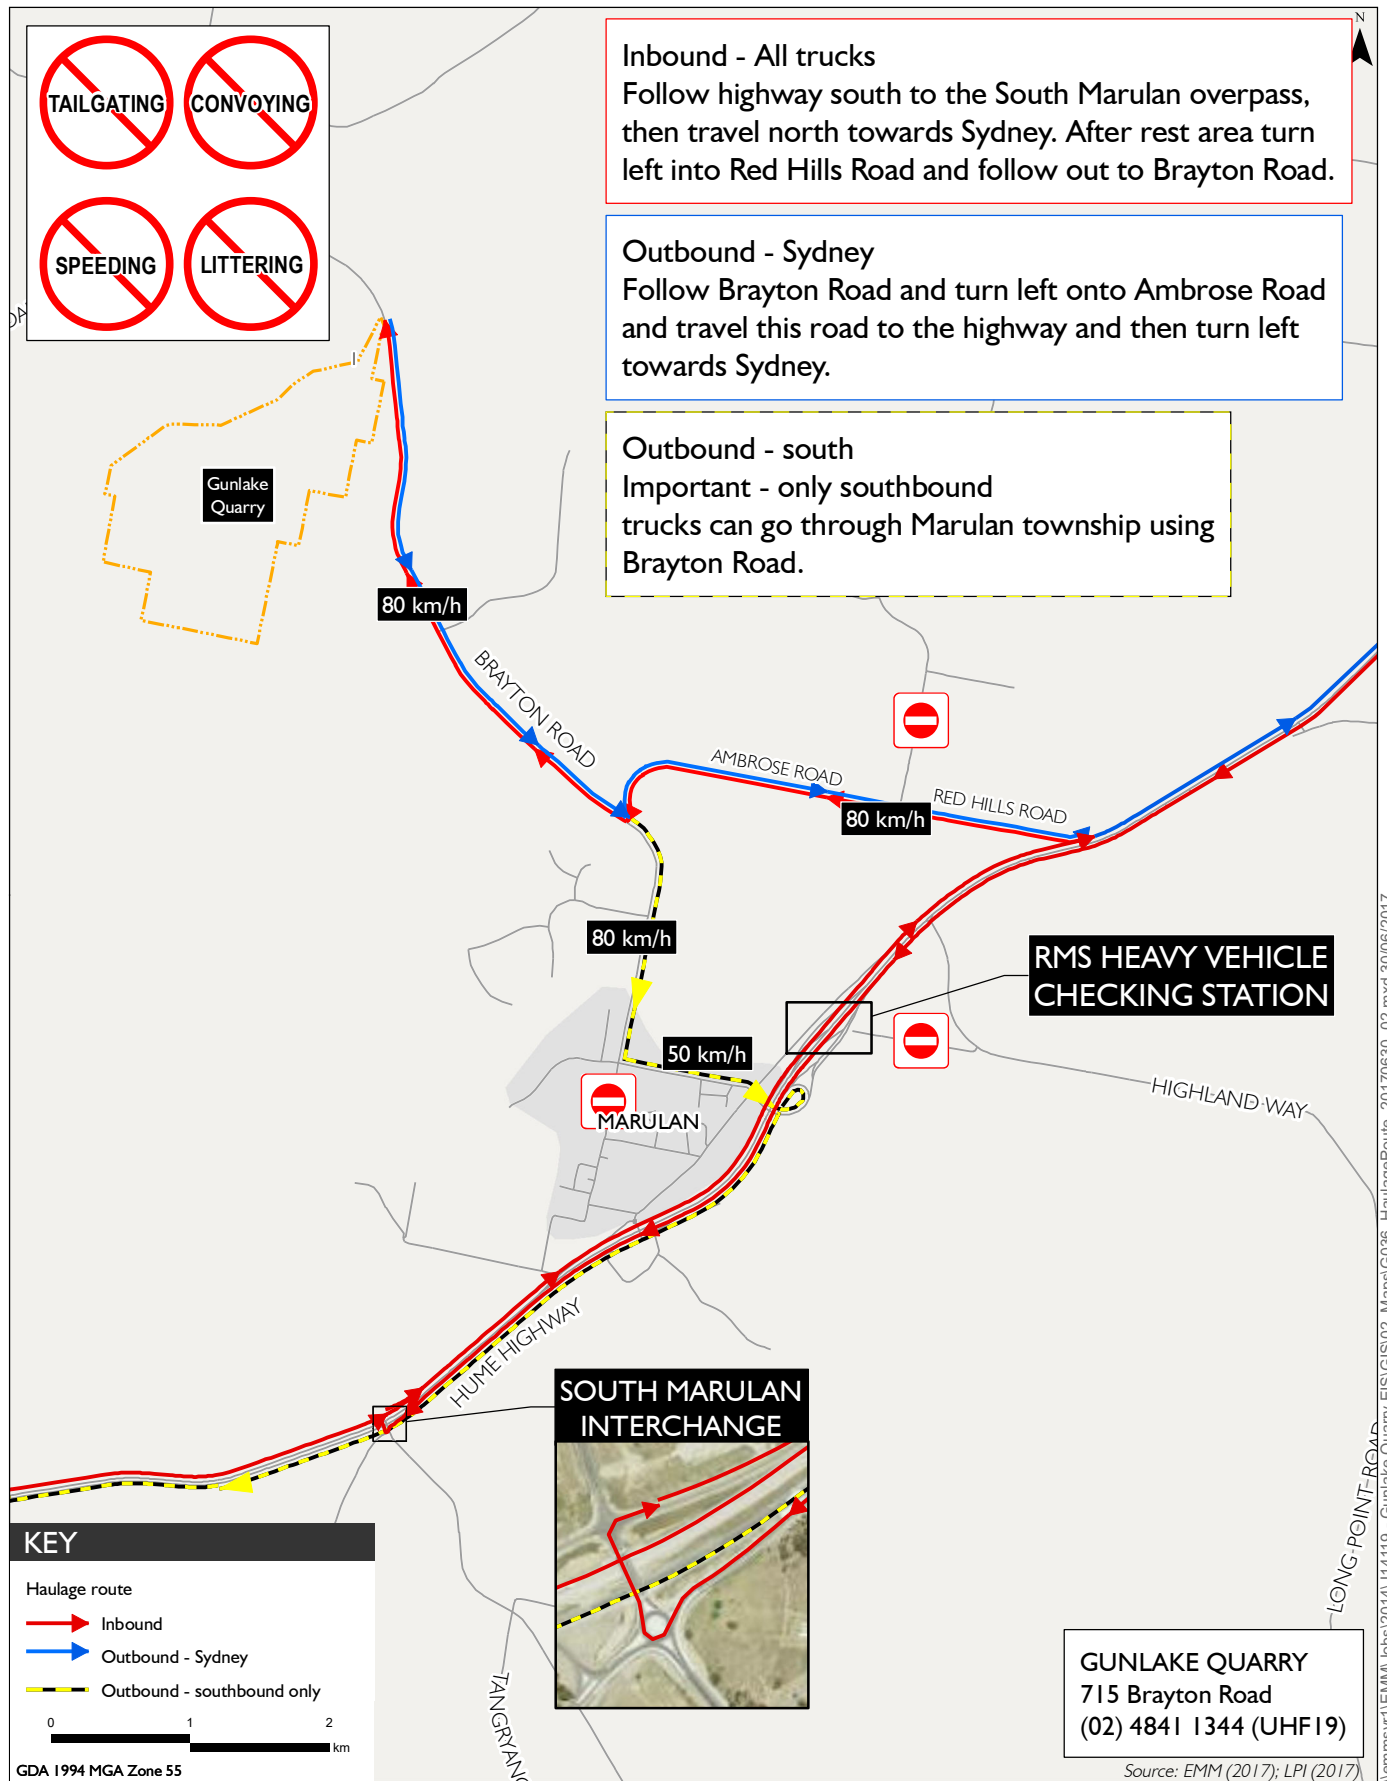 TAILGATING
CONVOYING
SPEEDING
LITTERING
N
Inbound - All trucks
Follow highway south to the South Marulan overpass,
then travel north towards Sydney. After rest area turn
left into Red Hills Road and follow out to Brayton Road.
Outbound - Sydney
Follow Brayton Road and turn left onto Ambrose Road
and travel this road to the highway and then turn left
towards Sydney.
Outbound - south
Important - only southbound
trucks can go through Marulan township using
Brayton Road.
Gunlake
Quarry
80 km/h
BRAYTON ROAD
AMBROSE ROAD
RED HILLS ROAD
80 km/h
80 km/h
RMS HEAVY VEHICLE
CHECKING STATION
50 km/h
MARULAN
HIGHLAND WAY
HUME HIGHWAY
SOUTH MARULAN
INTERCHANGE
LONG POINT ROAD
KEY
Haulage route
Inbound
Outbound - Sydney
Outbound - southbound only
0 1 2
km
GDA 1994 MGA Zone 55
GUNLAKE QUARRY
715 Brayton Road
(02) 4841 1344 (UHF19)
Source: EMM (2017); LPI (2017)